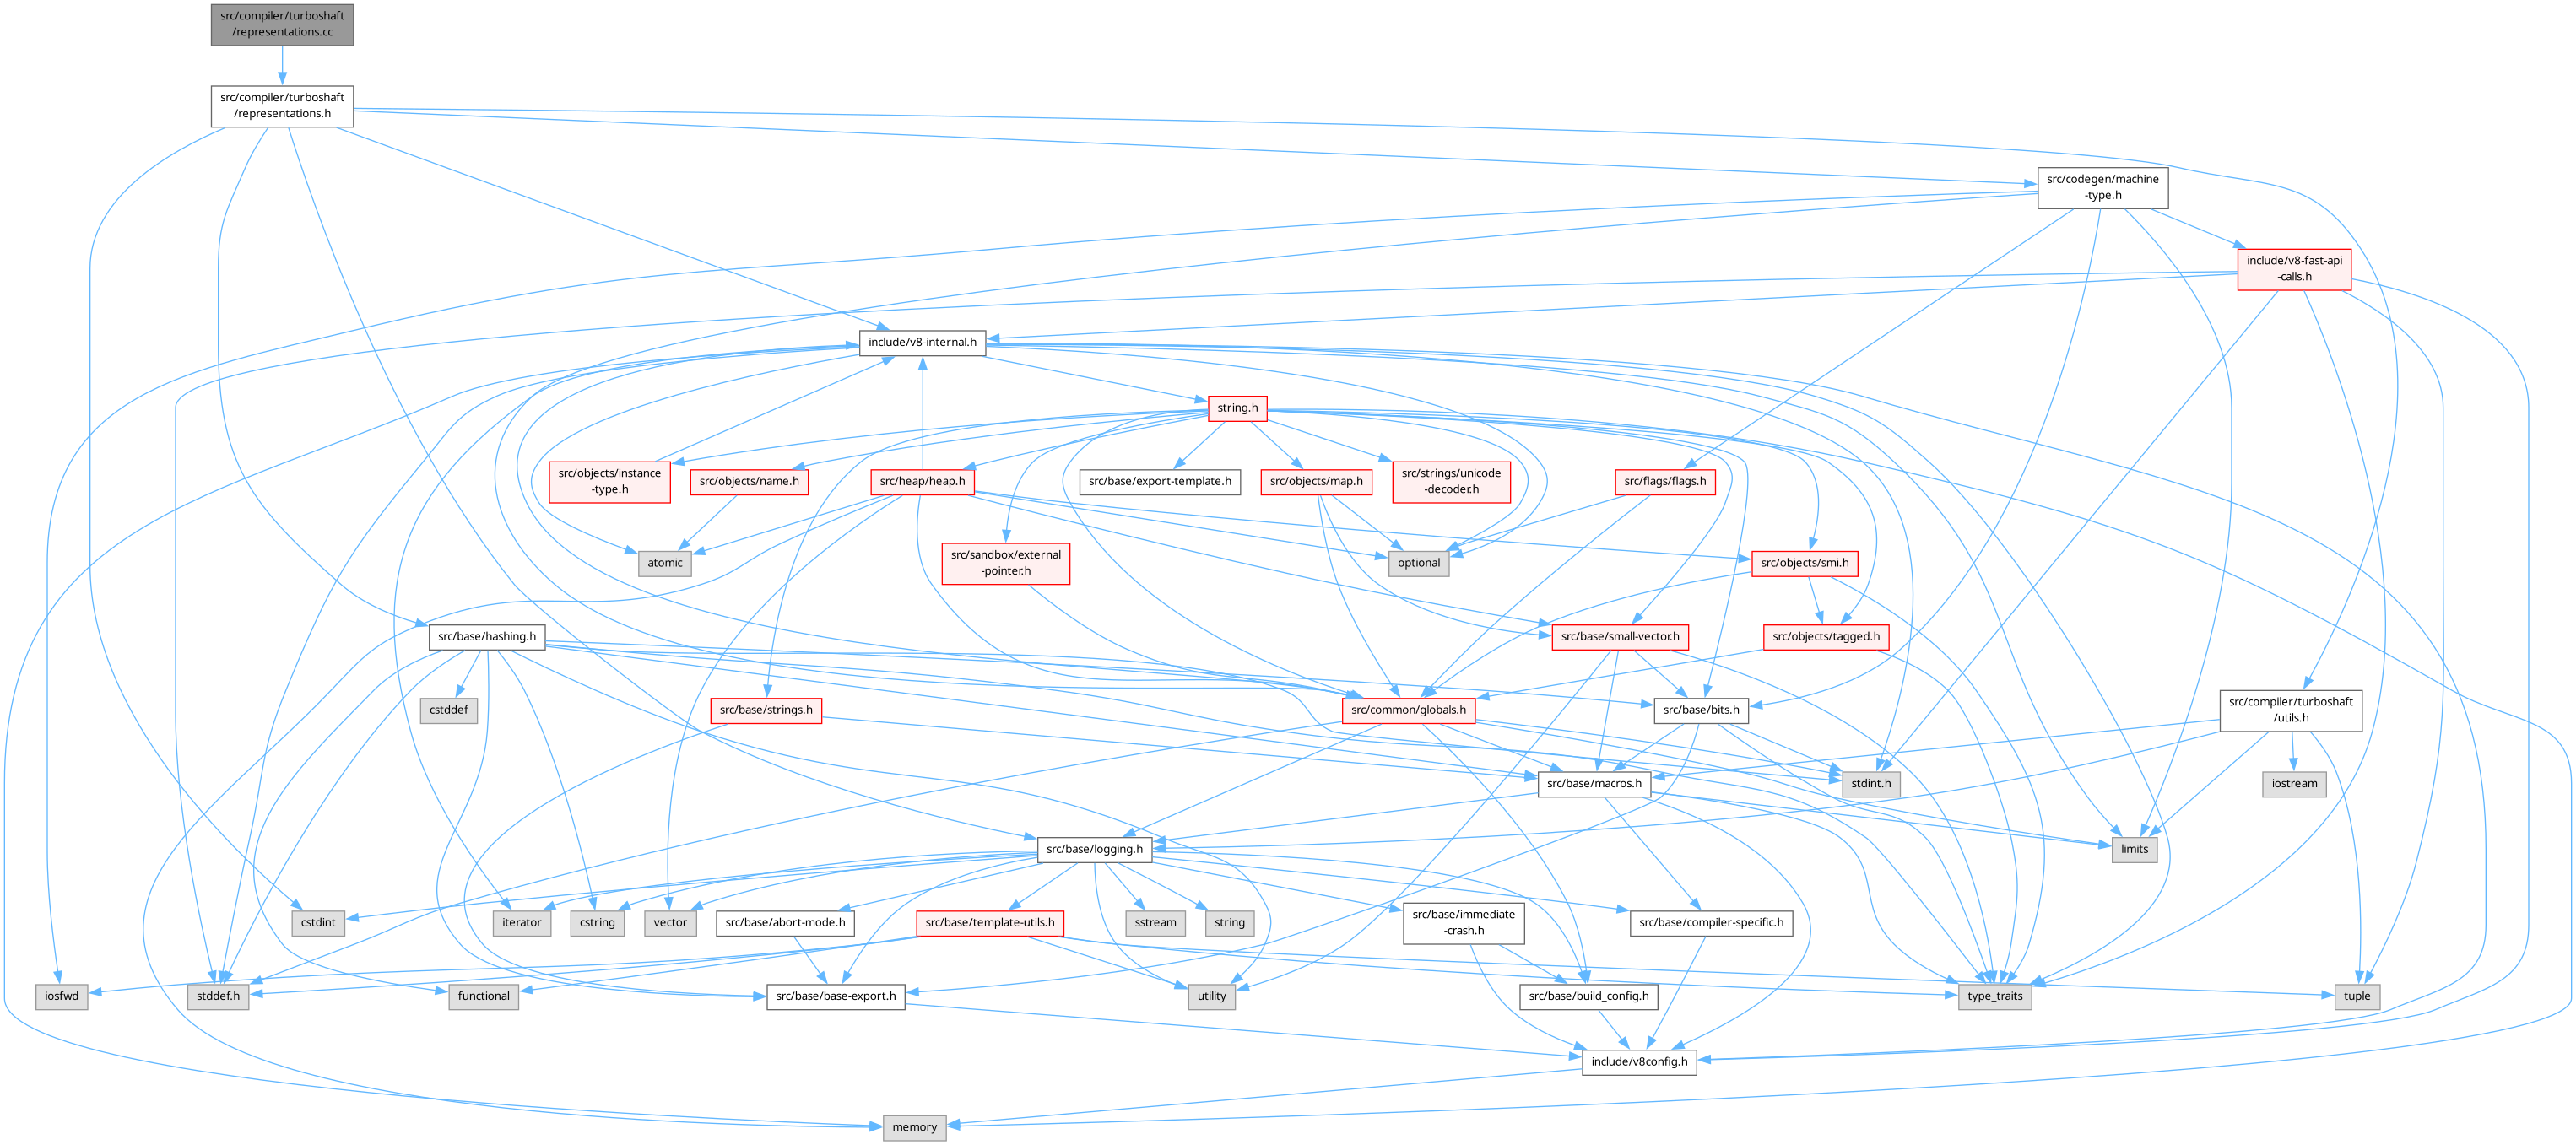 src/compiler/turboshaft
/representations.cc
src/compiler/turboshaft
/representations.h
src/codegen/machine
-type.h
include/v8-fast-api
-calls.h
include/v8-internal.h
string.h
src/objects/instance
-type.h
src/objects/name.h
src/heap/heap.h
src/base/export-template.h
src/objects/map.h
src/strings/unicode
-decoder.h
src/flags/flags.h
atomic
src/sandbox/external
-pointer.h
optional
src/objects/smi.h
src/base/hashing.h
src/base/small-vector.h
src/objects/tagged.h
cstddef
src/base/strings.h
src/common/globals.h
src/base/bits.h
src/compiler/turboshaft
/utils.h
src/base/macros.h
stdint.h
iostream
src/base/logging.h
limits
cstdint
iterator
cstring
vector
src/base/abort-mode.h
src/base/template-utils.h
sstream
string
src/base/immediate
-crash.h
src/base/compiler-specific.h
iosfwd
stddef.h
functional
src/base/base-export.h
utility
src/base/build_config.h
type_traits
tuple
include/v8config.h
memory